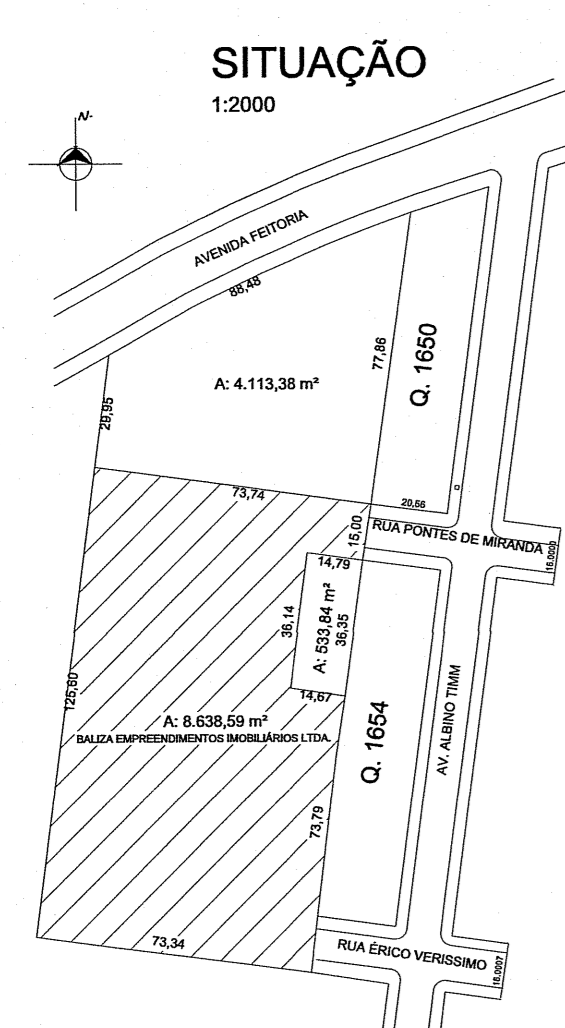 SITUAÇÃO
1:2000
N-
AVENIDA FEITORIA
88,48
77,86
Q. 1650
A: 4.113,38 m²
29,95
73,74
20,56
15,00
RUA PONTES DE MIRANDA
16.0000
14,79
36,14
A: 533,84 m²
36,35
14,67
125,60
A: 8.638,59 m²
BALIZA EMPREENDIMENTOS IMOBILIÁRIOS LTDA.
Q. 1654
AV. ALBINO TIMM
73,79
73,34
RUA ÉRICO VERISSIMO
16.0007